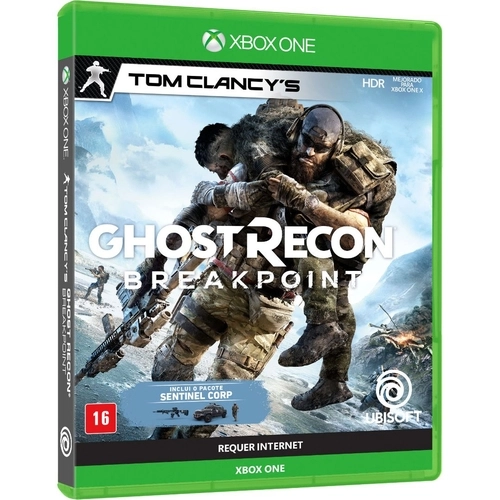 XBOX ONE
TOM CLANCY'S
HDR
MEJORADO
PARA
XBOX ONE X
GHOST RECON
BREAKPOINT
INCLUI O PACOTE
SENTINEL CORP
16
UBISOFT
REQUER INTERNET
XBOX ONE
XBOX ONE
TOM CLANCY'S
GHOST RECON
BREAKPOINT